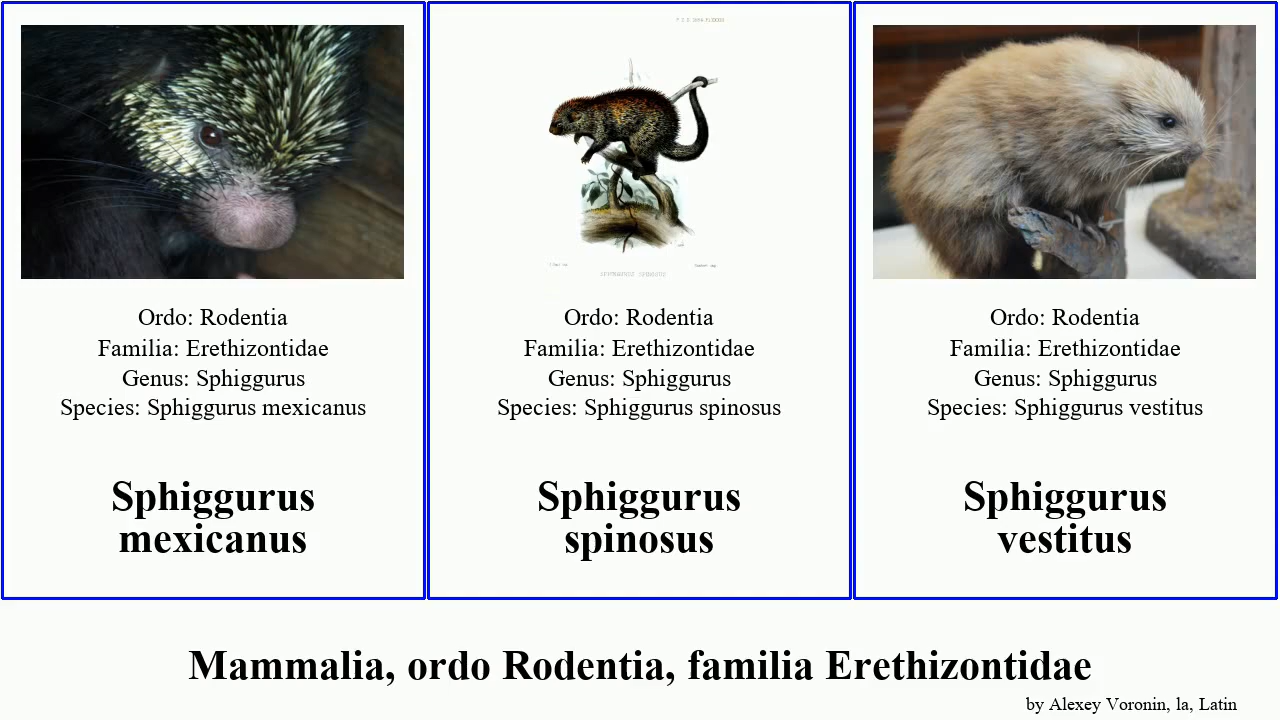 Ordo: Rodentia
Familia: Erethizontidae
Genus: Sphiggurus
Species: Sphiggurus mexicanus
Sphiggurus
mexicanus
Ordo: Rodentia
Familia: Erethizontidae
Genus: Sphiggurus
Species: Sphiggurus spinosus
Sphiggurus
spinosus
Ordo: Rodentia
Familia: Erethizontidae
Genus: Sphiggurus
Species: Sphiggurus vestitus
Sphiggurus
vestitus
Mammalia, ordo Rodentia, familia Erethizontidae
by Alexey Voronin, la, Latin